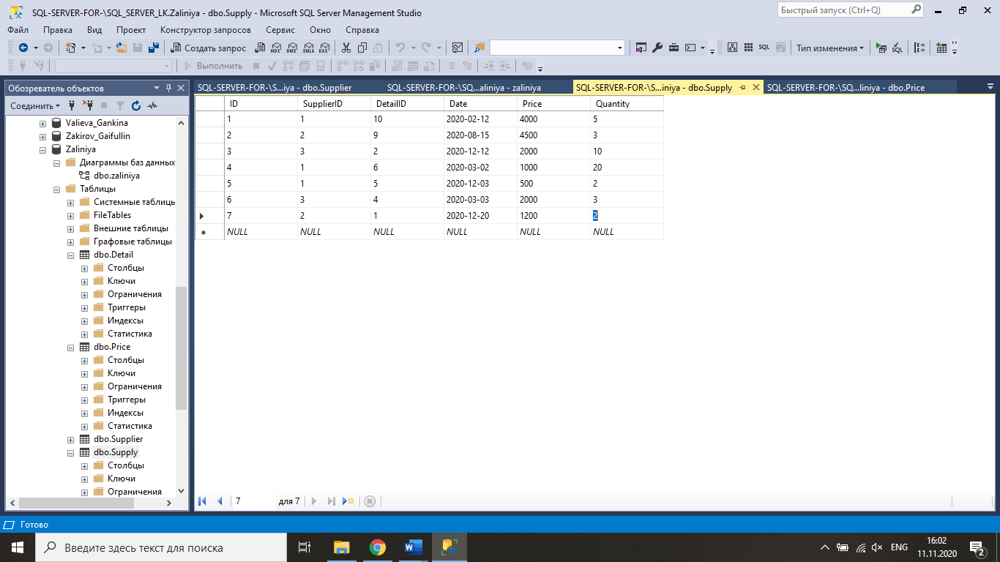 SQL-SERVER-FOR-\SQL_SERVER_LK.Zaliniya - dbo.Supply - Microsoft SQL Server Management Studio
Быстрый запуск (Ctrl+Q)
Файл Правка Вид Проект Конструктор запросов Сервис Окно Справка
Создать запрос MDX DMX XMLA DAX SQL Тип изменения SQL
Выполнить
Обозреватель объектов
SQL-SERVER-FOR-\S...iya - dbo.Supplier SQL-SERVER-FOR-\SQ...aliniya - zaliniya SQL-SERVER-FOR-\S...iniya - dbo.Supply SQL-SERVER-FOR-\SQ...liniya - dbo.Price
Соединить
Valieva_Gankina
Zakirov_Gaifullin
Zaliniya
Диаграммы баз данных
dbo.zaliniya
Таблицы
Системные таблиць
FileTables
Внешние таблицы
Графовые таблицы
dbo.Detail
Столбцы
Ключи
Ограничения
Триггеры
Индексы
Статистика
dbo.Price
Столбцы
Ключи
Ограничения
Триггеры
Индексы
Статистика
dbo.Supplier
dbo.Supply
Столбцы
Ключи
Ограничения
ID SupplierID DetailID Date Price Quantity
1 1 10 2020-02-12 4000 5
2 2 9 2020-08-15 4500 3
3 3 2 2020-12-12 2000 10
4 1 6 2020-03-02 1000 20
5 1 5 2020-12-03 500 2
6 3 4 2020-03-03 2000 3
7 2 1 2020-12-20 1200 2
NULL NULL NULL NULL NULL NULL
7 для 7
Готово
Введите здесь текст для поиска
ENG
16:02
11.11.2020
2